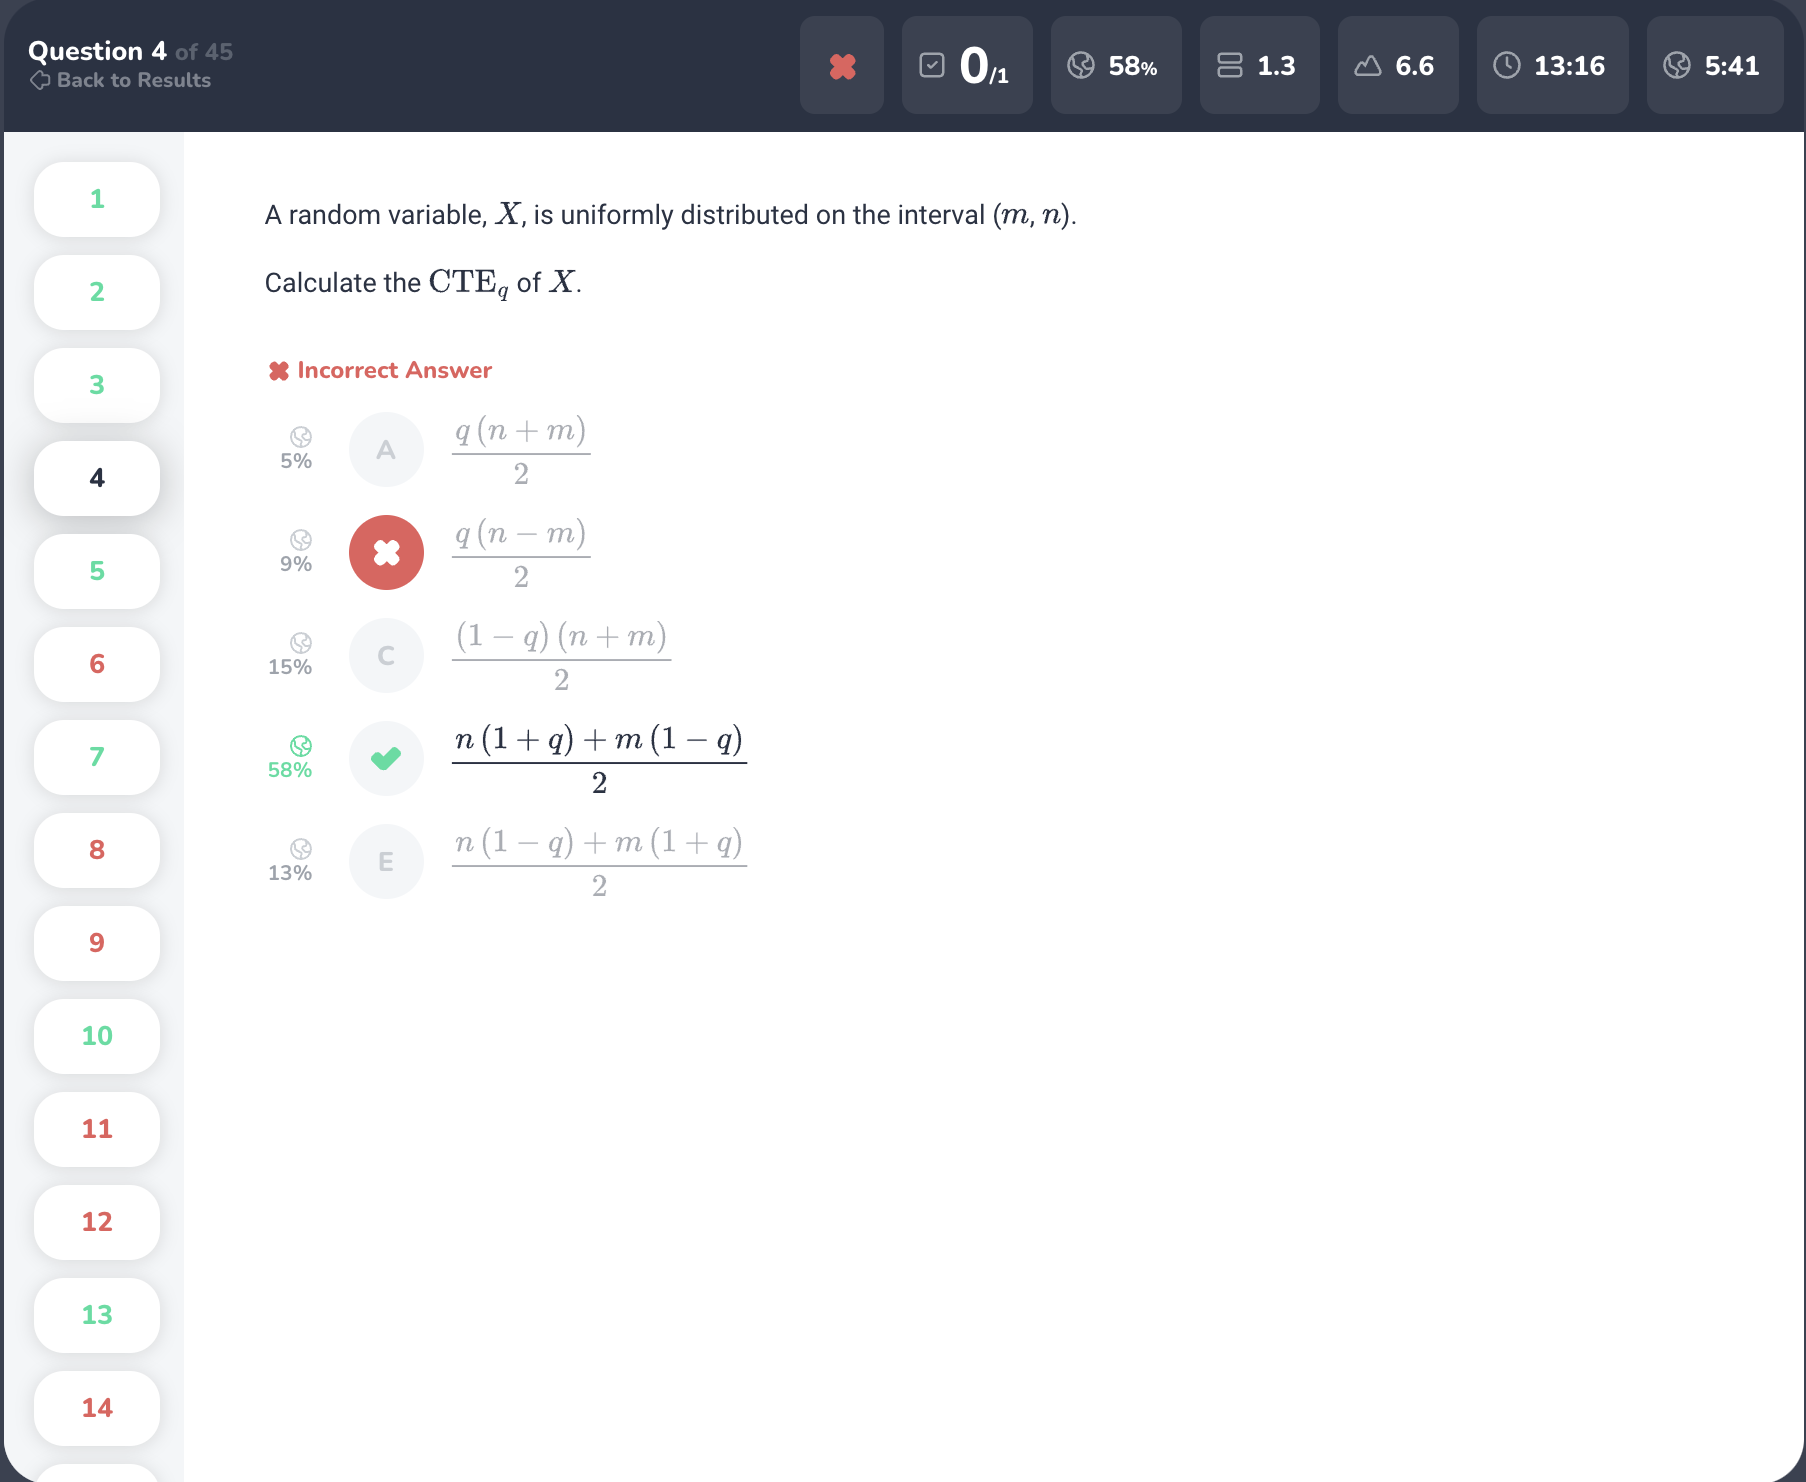 Question 4 of 45
Back to Results
0/1
58%
1.3
6.6
13:16
5:41
1
2
3
4
5
6
7
8
9
10
11
12
13
14
A random variable, X, is uniformly distributed on the interval (m, n).
Calculate the CTE_q of X.
Incorrect Answer
5% A q (n + m) / 2
9% q (n − m) / 2
15% C (1 − q) (n + m) / 2
58% n (1 + q) + m (1 − q) / 2
13% E n (1 − q) + m (1 + q) / 2